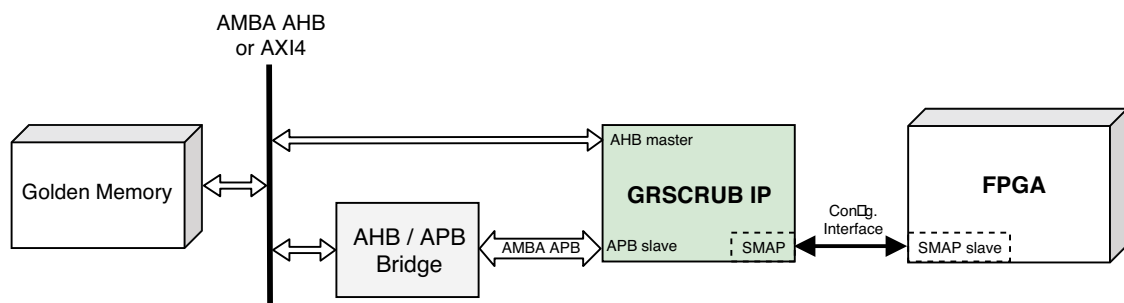 AMBA AHB
or AXI4
Golden Memory
AHB master
GRSCRUB IP
FPGA
AHB / APB
Bridge
AMBA APB
APB slave
SMAP
Con□g.
Interface
SMAP slave